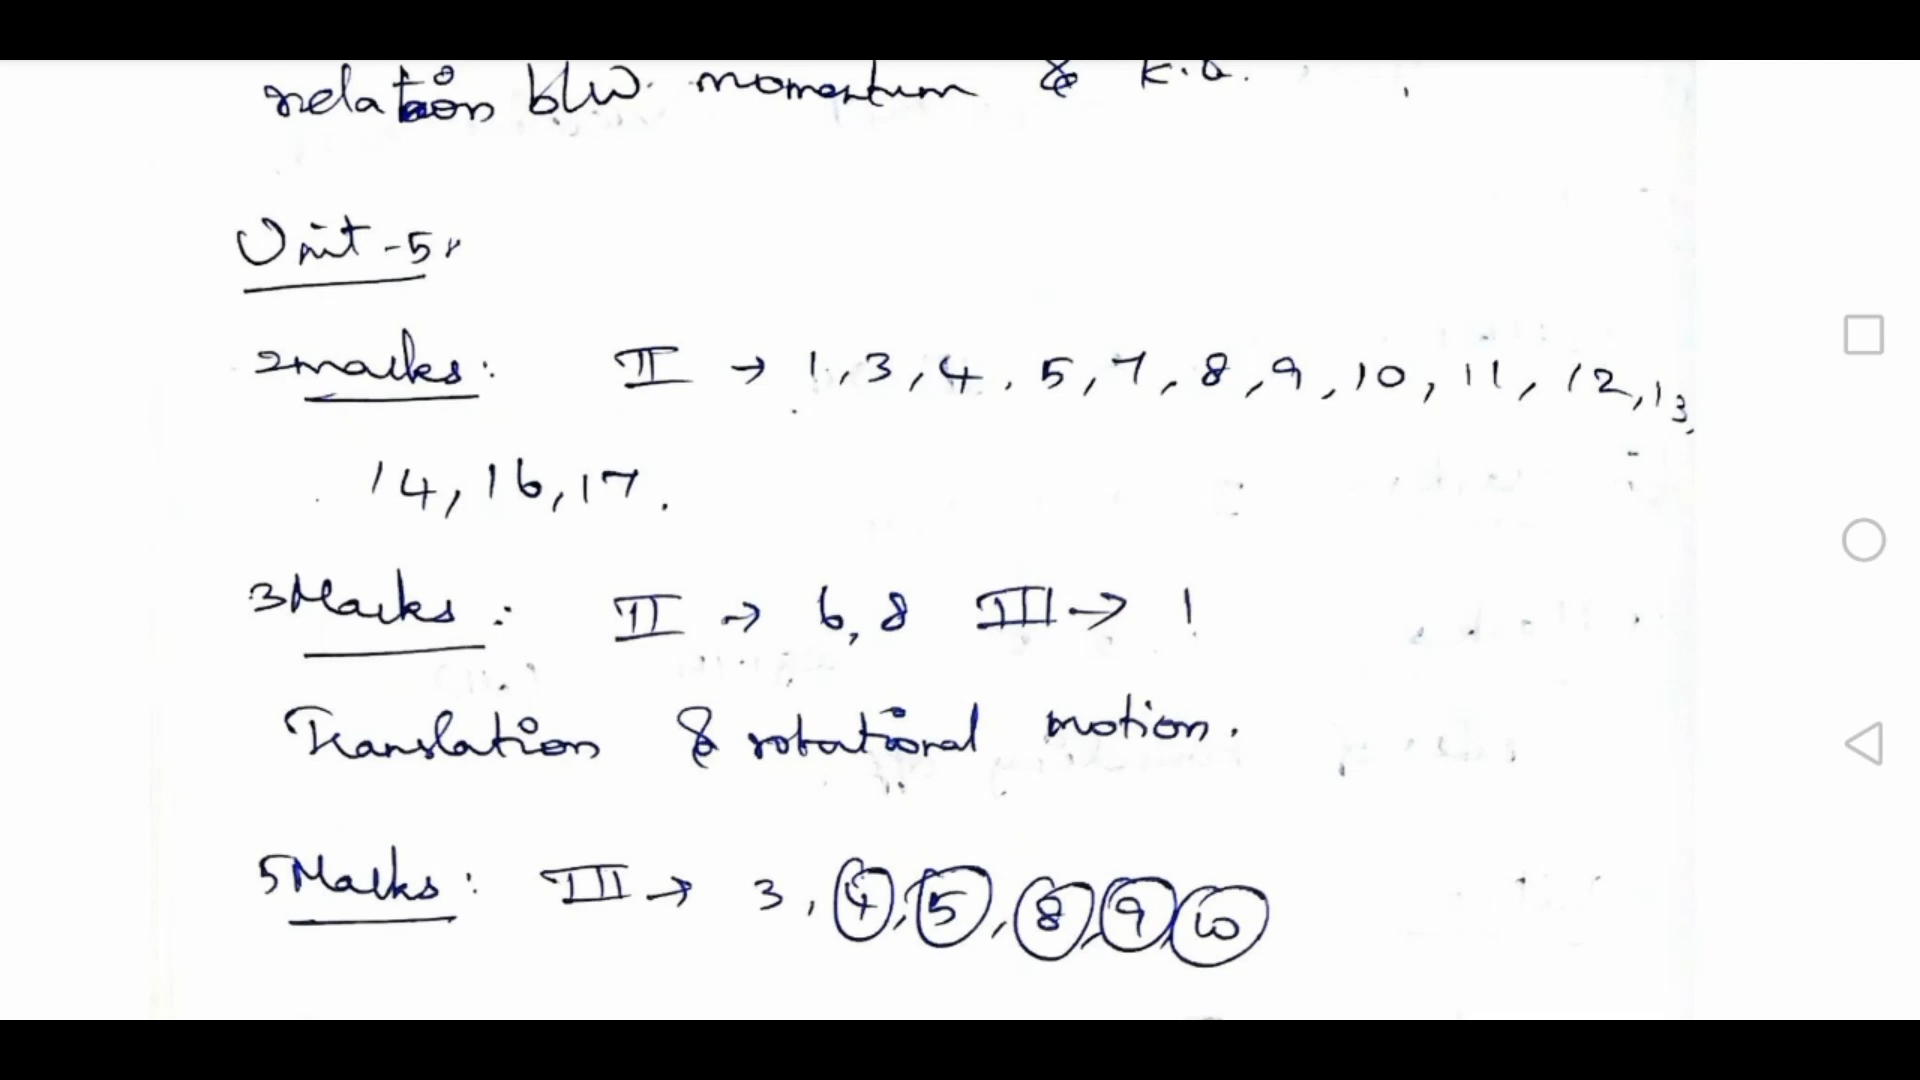 relation b/w momentum & K.E.
Unit-5:
2marks: II → 1, 3, 4, 5, 7, 8, 9, 10, 11, 12, 13,
14, 16, 17.
3Marks: II → 6, 8 III → 1
Translation & rotational motion.
5Marks: III → 3, 4, 5, 8, 9, 10